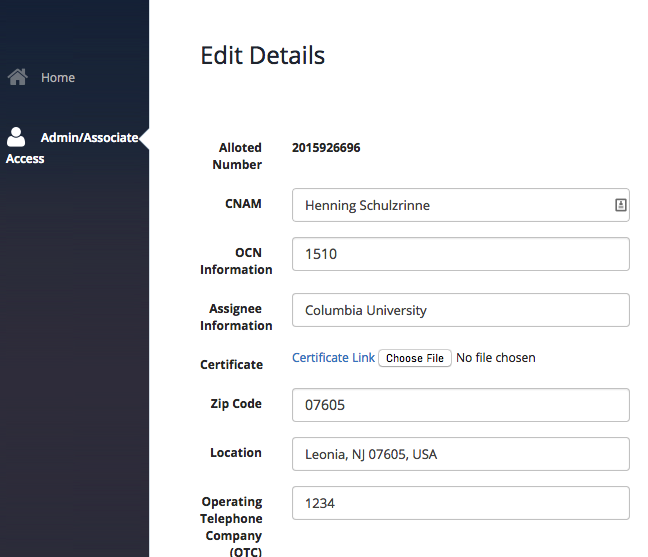 Edit Details
Home
Admin/Associate
Access
Alloted
Number
2015926696
CNAM
Henning Schulzrinne
OCN
Information
1510
Assignee
Information
Columbia University
Certificate
Certificate Link Choose File No file chosen
Zip Code
07605
Location
Leonia, NJ 07605, USA
Operating
Telephone
Company
(OTC)
1234